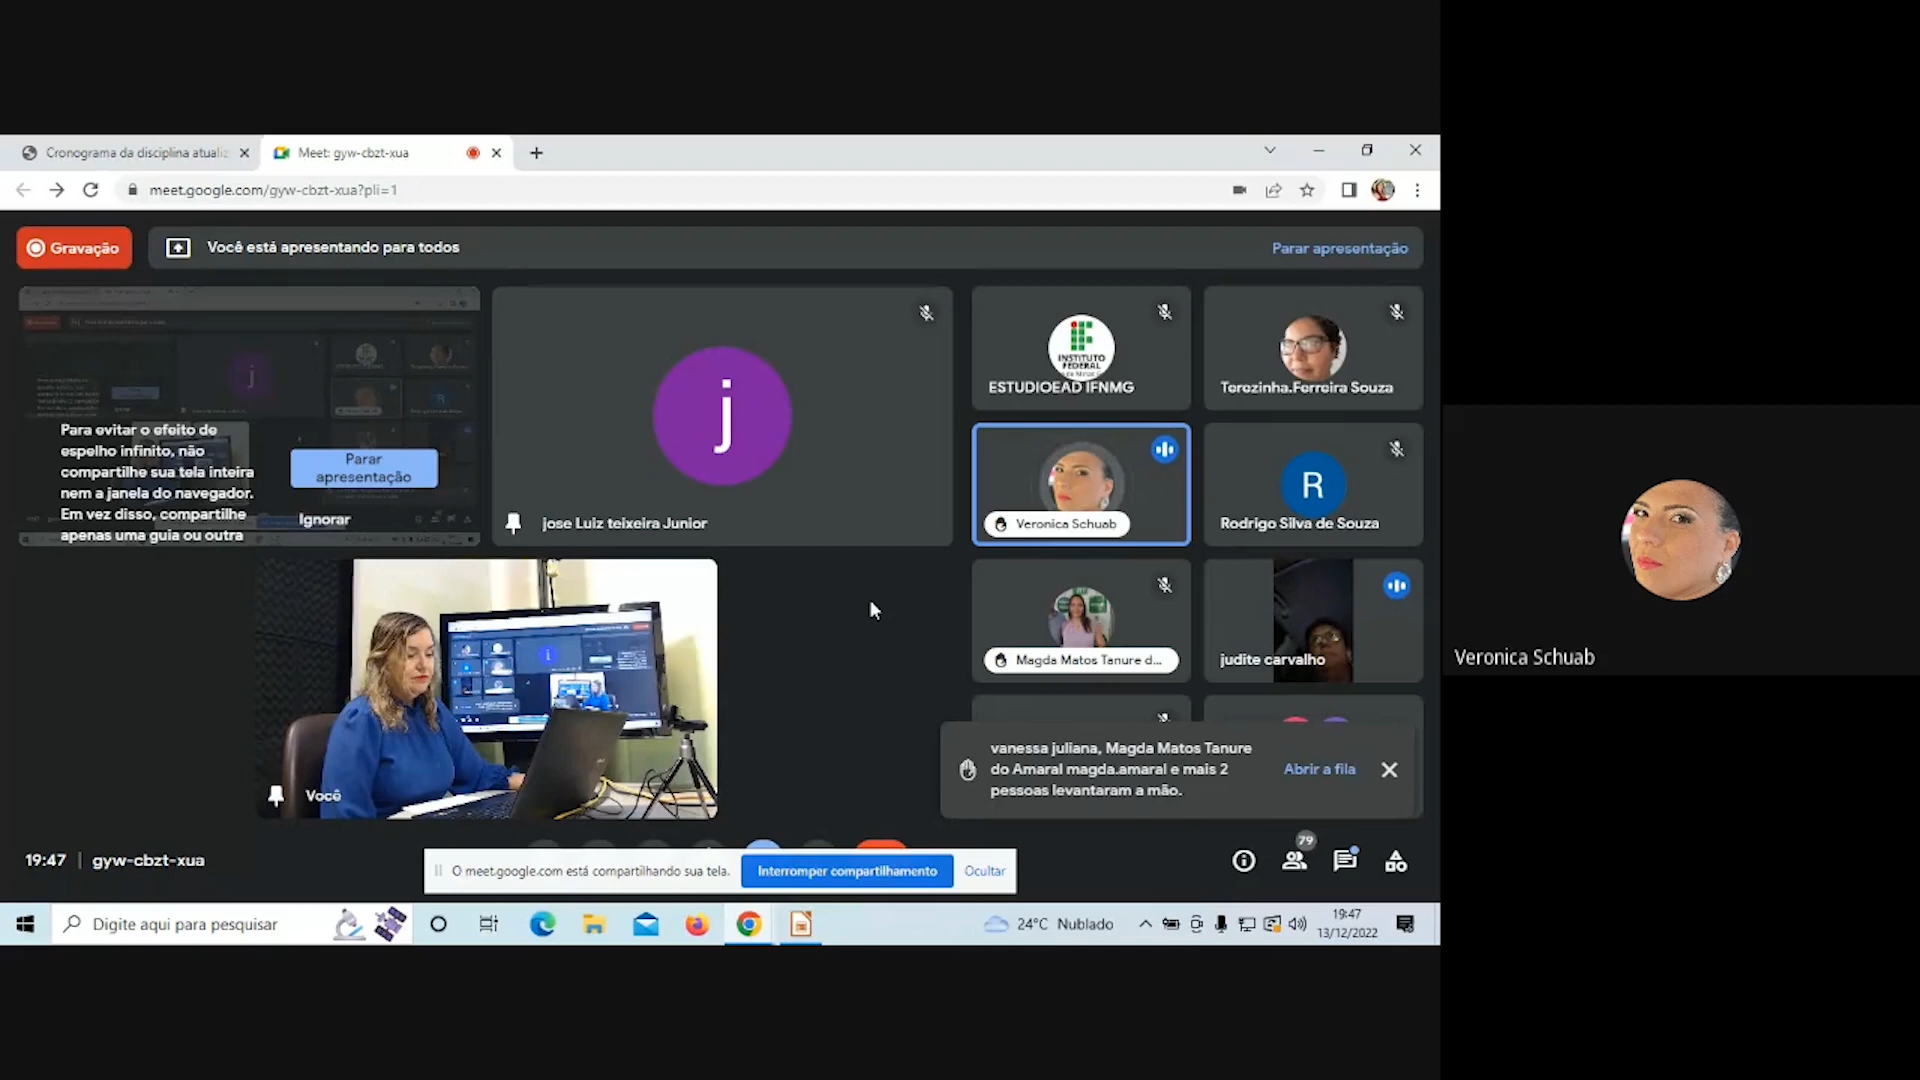 Cronograma da disciplina atualiz
Meet: gyw-cbzt-xua
meet.google.com/gyw-cbzt-xua?pli=1
Gravação
Você está apresentando para todos
Parar apresentação
Para evitar o efeito de
espelho infinito, não
compartilhe sua tela inteira
nem a janela do navegador.
Em vez disso, compartilhe
apenas uma guia ou outra
Parar
apresentação
Ignorar
j
jose Luiz teixeira Junior
INSTITUTO
FEDERAL
ESTUDIOEAD IFNMG
Terezinha.Ferreira Souza
Veronica Schuab
R
Rodrigo Silva de Souza
Magda Matos Tanure d...
judite carvalho
Você
vanessa juliana, Magda Matos Tanure
do Amaral magda.amaral e mais 2
pessoas levantaram a mão.
Abrir a fila
19:47 | gyw-cbzt-xua
79
O meet.google.com está compartilhando sua tela.
Interromper compartilhamento
Ocultar
Digite aqui para pesquisar
24°C Nublado
19:47
13/12/2022
Veronica Schuab